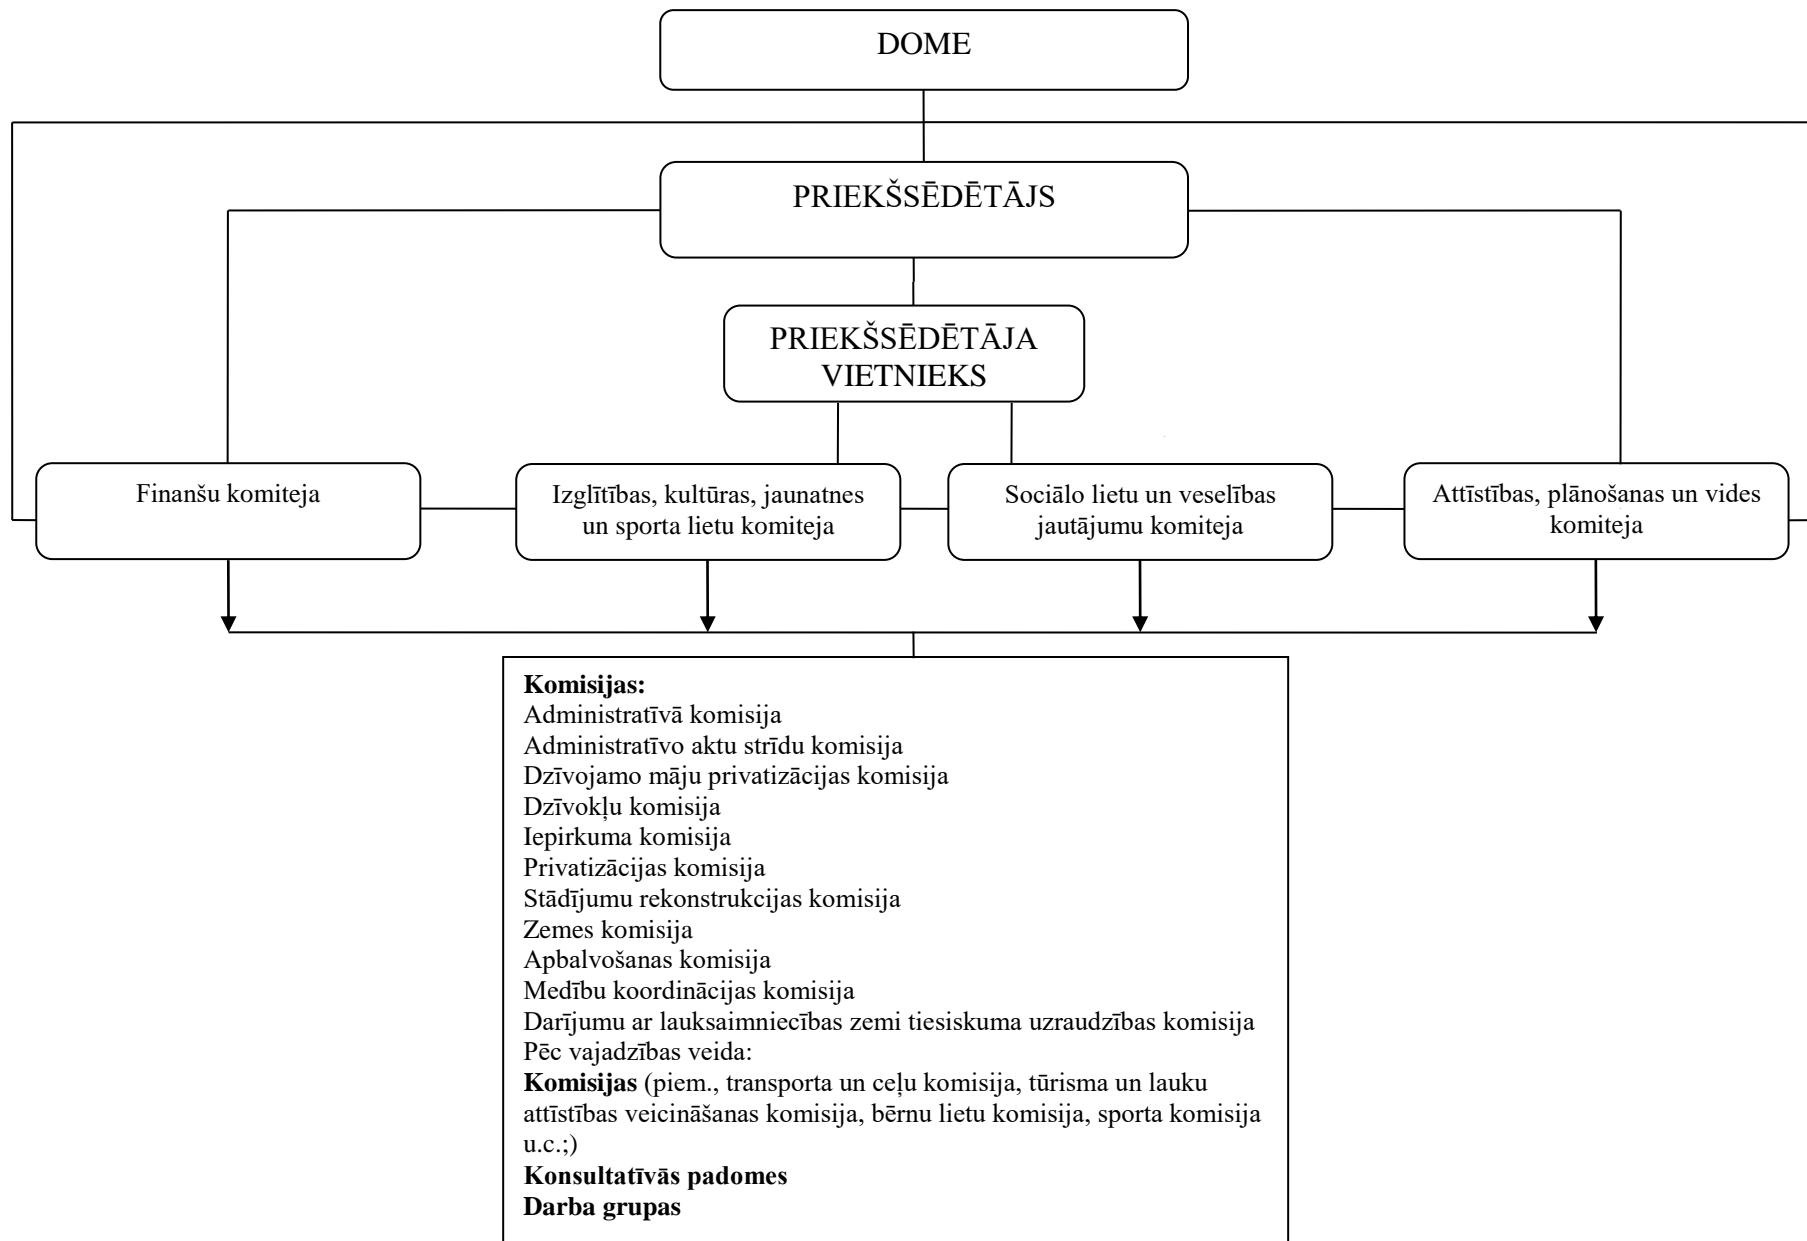 DOME
PRIEKŠSĒDĒTĀJS
PRIEKŠSĒDĒTĀJA
VIETNIEKS
Finanšu komiteja
Izglītības, kultūras, jaunatnes
un sporta lietu komiteja
Sociālo lietu un veselības
jautājumu komiteja
Attīstības, plānošanas un vides
komiteja
Komisijas:
Administratīvā komisija
Administratīvo aktu strīdu komisija
Dzīvojamo māju privatizācijas komisija
Dzīvokļu komisija
Iepirkuma komisija
Privatizācijas komisija
Stādījumu rekonstrukcijas komisija
Zemes komisija
Apbalvošanas komisija
Medību koordinācijas komisija
Darījumu ar lauksaimniecības zemi tiesiskuma uzraudzības komisija
Pēc vajadzības veida:
Komisijas (piem., transporta un ceļu komisija, tūrisma un lauku
attīstības veicināšanas komisija, bērnu lietu komisija, sporta komisija
u.c.;)
Konsultatīvās padomes
Darba grupas